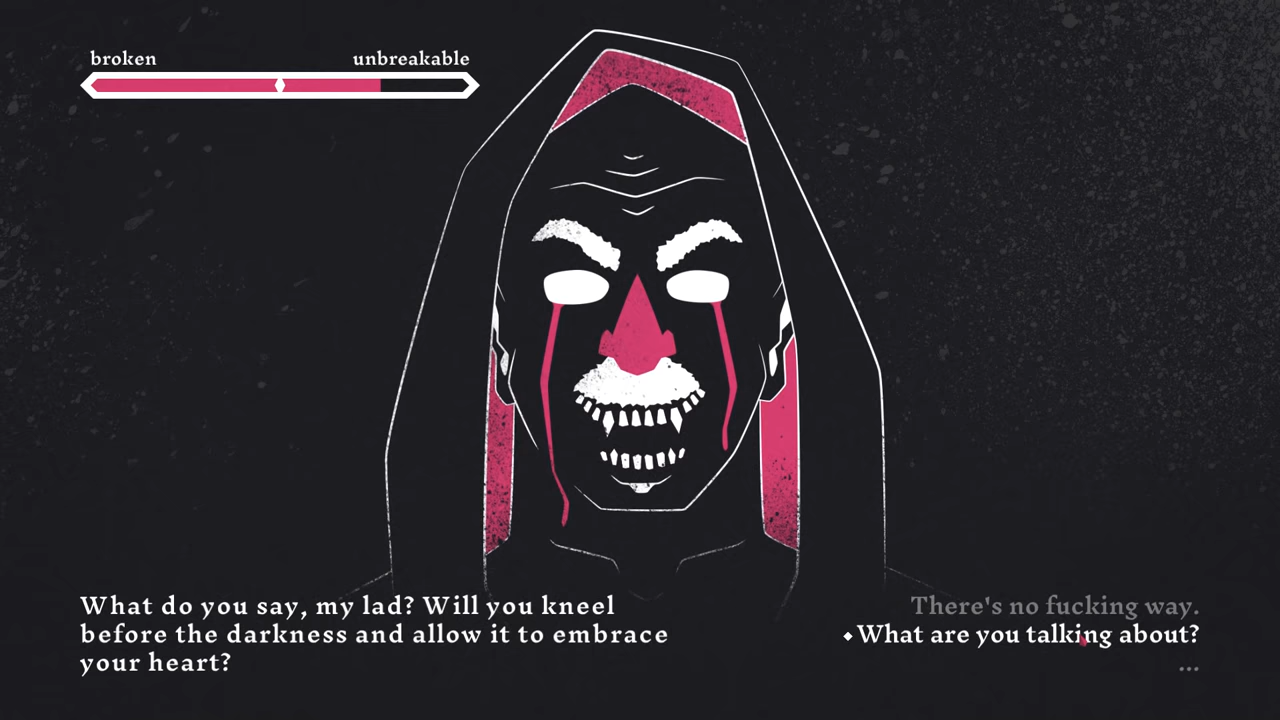 broken unbreakable
What do you say, my lad? Will you kneel
before the darkness and allow it to embrace
your heart?
There's no fucking way.
What are you talking about?
...